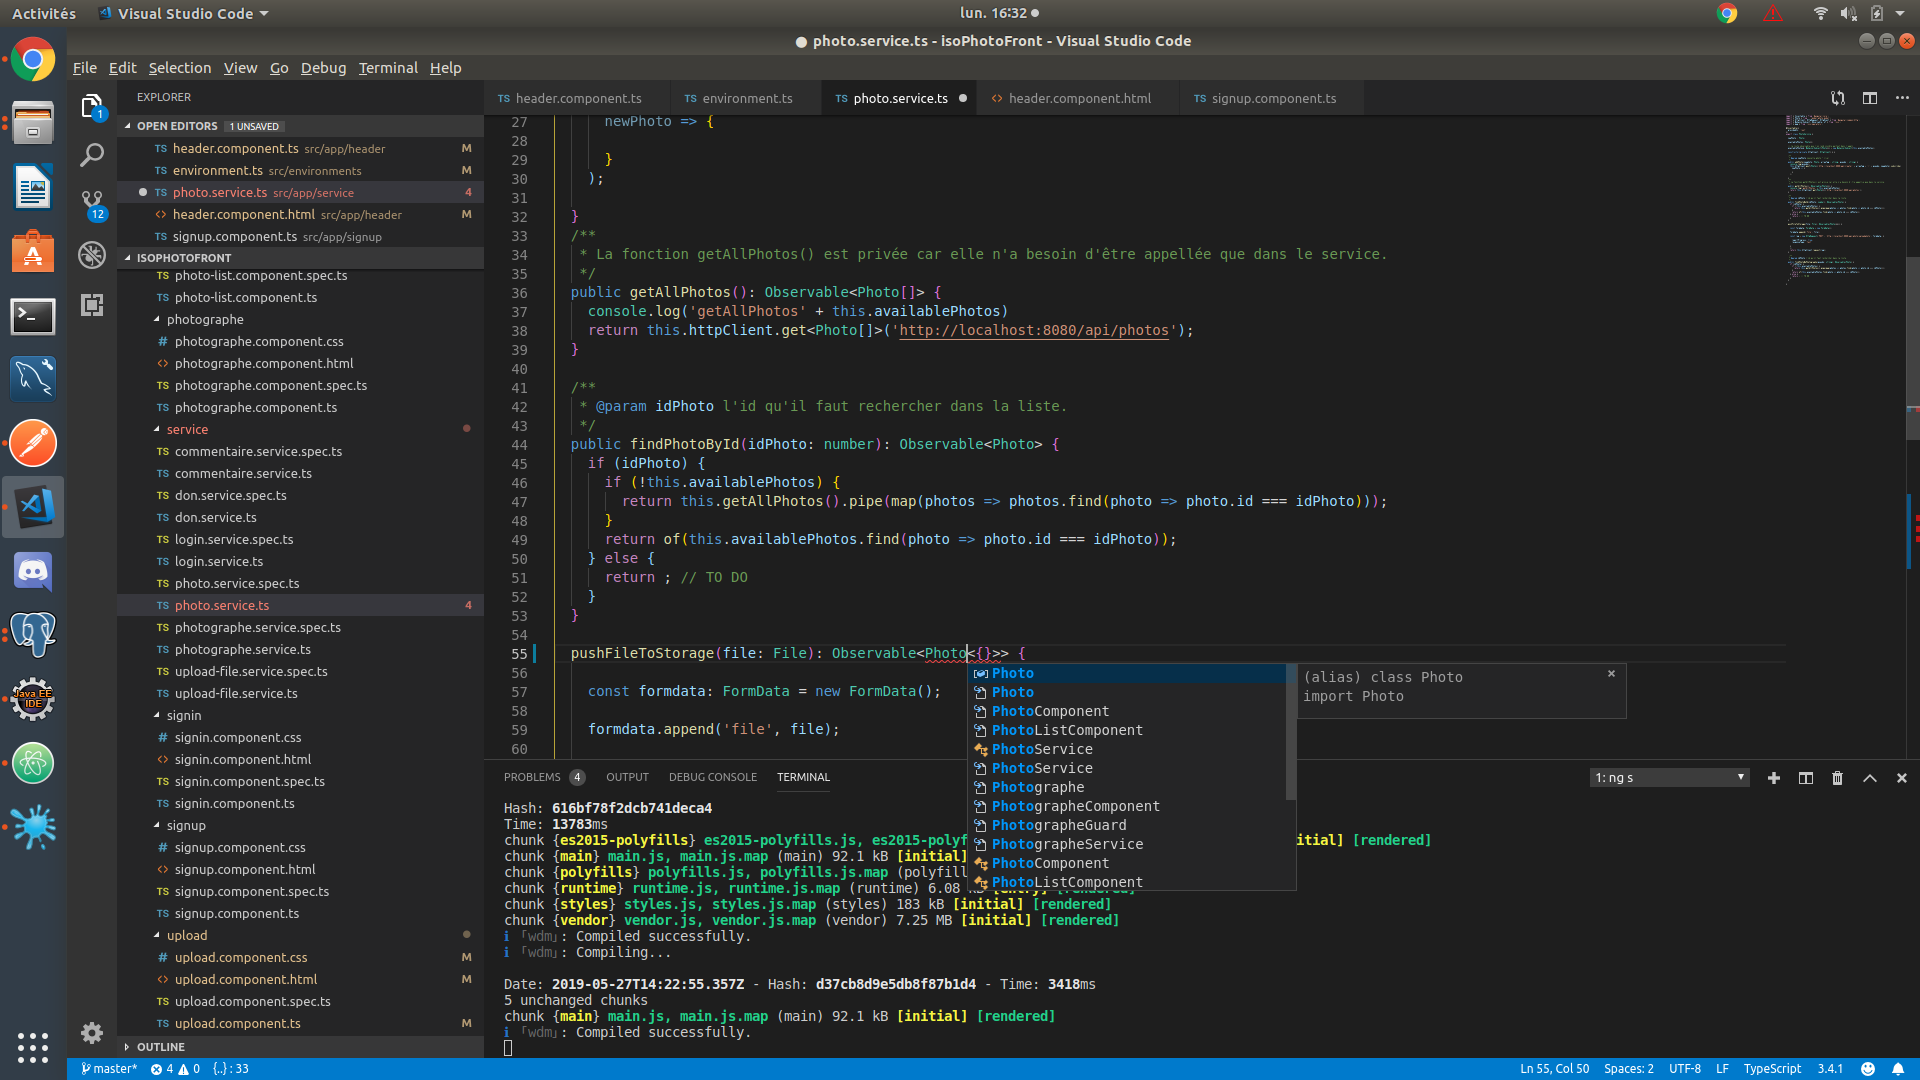 Activités
Visual Studio Code
lun. 16:32
photo.service.ts - isoPhotoFront - Visual Studio Code
File Edit Selection View Go Debug Terminal Help
EXPLORER
OPEN EDITORS 1 UNSAVED
TS header.component.ts src/app/header M
TS environment.ts src/environments M
TS photo.service.ts src/app/service 4
<> header.component.html src/app/header M
TS signup.component.ts src/app/signup
ISOPHOTOFRONT
TS photo-list.component.spec.ts
TS photo-list.component.ts
photographe
# photographe.component.css
<> photographe.component.html
TS photographe.component.spec.ts
TS photographe.component.ts
service
TS commentaire.service.spec.ts
TS commentaire.service.ts
TS don.service.spec.ts
TS don.service.ts
TS login.service.spec.ts
TS login.service.ts
TS photo.service.spec.ts
TS photo.service.ts 4
TS photographe.service.spec.ts
TS photographe.service.ts
TS upload-file.service.spec.ts
TS upload-file.service.ts
signin
# signin.component.css
<> signin.component.html
TS signin.component.spec.ts
TS signin.component.ts
signup
# signup.component.css
<> signup.component.html
TS signup.component.spec.ts
TS signup.component.ts
upload
# upload.component.css M
<> upload.component.html M
TS upload.component.spec.ts
TS upload.component.ts M
OUTLINE
1
12
Java EE
IDE
TS header.component.ts TS environment.ts TS photo.service.ts <> header.component.html TS signup.component.ts
27 newPhoto => {
28
29 }
30 );
31
32 }
33 /**
34 * La fonction getAllPhotos() est privée car elle n'a besoin d'être appellée que dans le service.
35 */
36 public getAllPhotos(): Observable<Photo[]> {
37 console.log('getAllPhotos' + this.availablePhotos)
38 return this.httpClient.get<Photo[]>('http://localhost:8080/api/photos');
39 }
40
41 /**
42 * @param idPhoto l'id qu'il faut rechercher dans la liste.
43 */
44 public findPhotoById(idPhoto: number): Observable<Photo> {
45 if (idPhoto) {
46 if (!this.availablePhotos) {
47 return this.getAllPhotos().pipe(map(photos => photos.find(photo => photo.id === idPhoto)));
48 }
49 return of(this.availablePhotos.find(photo => photo.id === idPhoto));
50 } else {
51 return ; // TO DO
52 }
53 }
54
55 pushFileToStorage(file: File): Observable<Photo<{}>> {
56
57 const formdata: FormData = new FormData();
58
59 formdata.append('file', file);
60
Photo
Photo
PhotoComponent
PhotoListComponent
PhotoService
PhotoService
Photographe
PhotographeComponent
PhotographeGuard
PhotographeService
PhotoComponent
PhotoListComponent
(alias) class Photo ×
import Photo
PROBLEMS 4 OUTPUT DEBUG CONSOLE TERMINAL
1: ng s
Hash: 616bf78f2dcb741deca4
Time: 13783ms
chunk {es2015-polyfills} es2015-polyfills.js, es2015-polyf itial] [rendered]
chunk {main} main.js, main.js.map (main) 92.1 kB [initial]
chunk {polyfills} polyfills.js, polyfills.js.map (polyfill
chunk {runtime} runtime.js, runtime.js.map (runtime) 6.08 kB [entry] [rendered]
chunk {styles} styles.js, styles.js.map (styles) 183 kB [initial] [rendered]
chunk {vendor} vendor.js, vendor.js.map (vendor) 7.25 MB [initial] [rendered]
i 「wdm」: Compiled successfully.
i 「wdm」: Compiling...
Date: 2019-05-27T14:22:55.357Z - Hash: d37cb8d9e5db8f87b1d4 - Time: 3418ms
5 unchanged chunks
chunk {main} main.js, main.js.map (main) 92.1 kB [initial] [rendered]
i 「wdm」: Compiled successfully.
master* 4 0 {..} : 33
Ln 55, Col 50 Spaces: 2 UTF-8 LF TypeScript 3.4.1